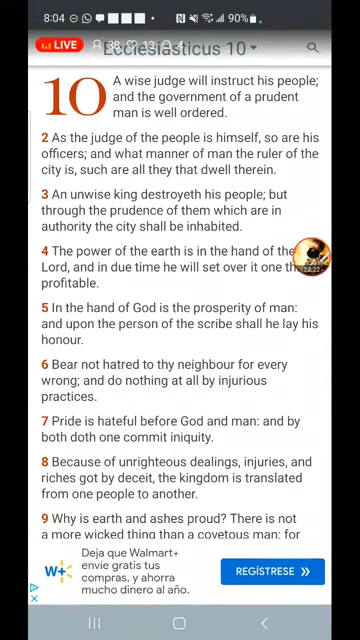 8:04
90%
LIVE 38 13 4
Ecclesiasticus 10
10 A wise judge will instruct his people;
and the government of a prudent
man is well ordered.
2 As the judge of the people is himself, so are his
officers; and what manner of man the ruler of the
city is, such are all they that dwell therein.
3 An unwise king destroyeth his people; but
through the prudence of them which are in
authority the city shall be inhabited.
4 The power of the earth is in the hand of the
Lord, and in due time he will set over it one th
profitable.
23:22
5 In the hand of God is the prosperity of man:
and upon the person of the scribe shall he lay his
honour.
6 Bear not hatred to thy neighbour for every
wrong; and do nothing at all by injurious
practices.
7 Pride is hateful before God and man: and by
both doth one commit iniquity.
8 Because of unrighteous dealings, injuries, and
riches got by deceit, the kingdom is translated
from one people to another.
9 Why is earth and ashes proud? There is not
a more wicked thing than a covetous man: for
W+
Deja que Walmart+
envíe gratis tus
compras, y ahorra
mucho dinero al año.
REGÍSTRESE